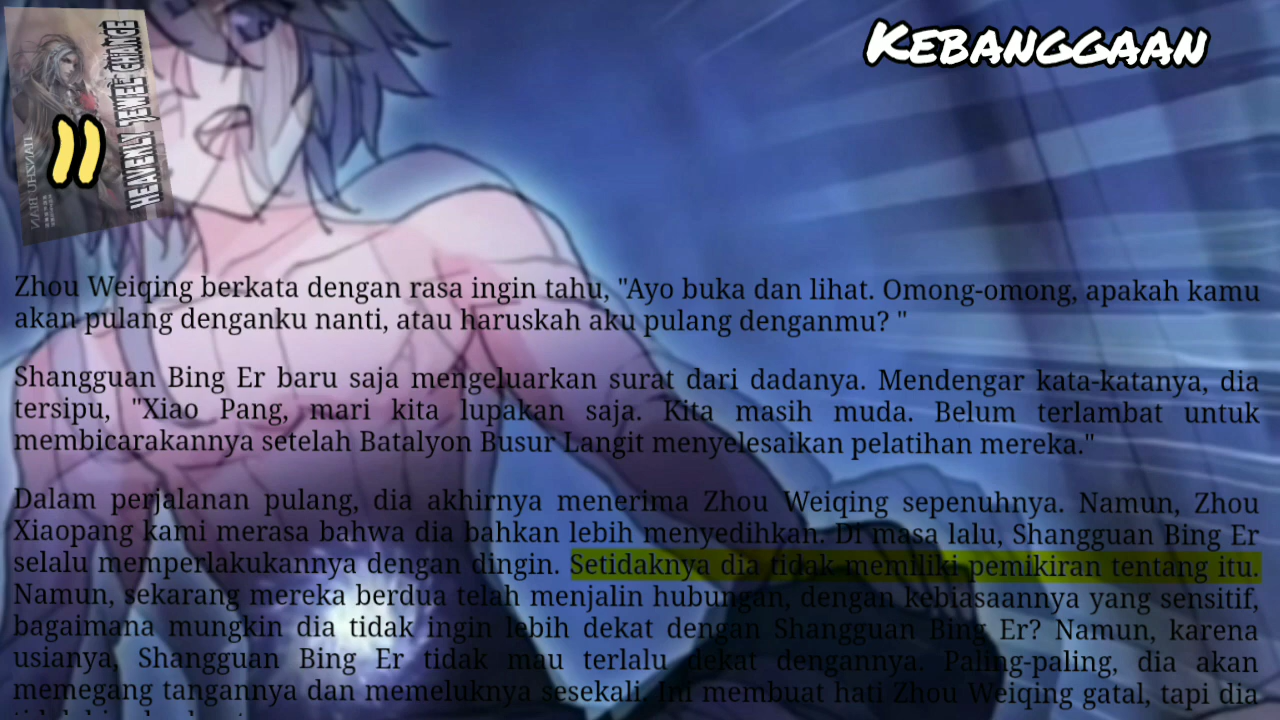 KEBANGGAAN
HEAVENLY JEWEL CHANGE
11
Zhou Weiqing berkata dengan rasa ingin tahu, "Ayo buka dan lihat. Omong-omong, apakah kamu
akan pulang denganku nanti, atau haruskah aku pulang denganmu? "
Shangguan Bing Er baru saja mengeluarkan surat dari dadanya. Mendengar kata-katanya, dia
tersipu, "Xiao Pang, mari kita lupakan saja. Kita masih muda. Belum terlambat untuk
membicarakannya setelah Batalyon Busur Langit menyelesaikan pelatihan mereka."
Dalam perjalanan pulang, dia akhirnya menerima Zhou Weiqing sepenuhnya. Namun, Zhou
Xiaopang kami merasa bahwa dia bahkan lebih menyedihkan. Di masa lalu, Shangguan Bing Er
selalu memperlakukannya dengan dingin. Setidaknya dia tidak memiliki pemikiran tentang itu.
Namun, sekarang mereka berdua telah menjalin hubungan, dengan kebiasaannya yang sensitif,
bagaimana mungkin dia tidak ingin lebih dekat dengan Shangguan Bing Er? Namun, karena
usianya, Shangguan Bing Er tidak mau terlalu dekat dengannya. Paling-paling, dia akan
memegang tangannya dan memeluknya sesekali. Ini membuat hati Zhou Weiqing gatal, tapi dia